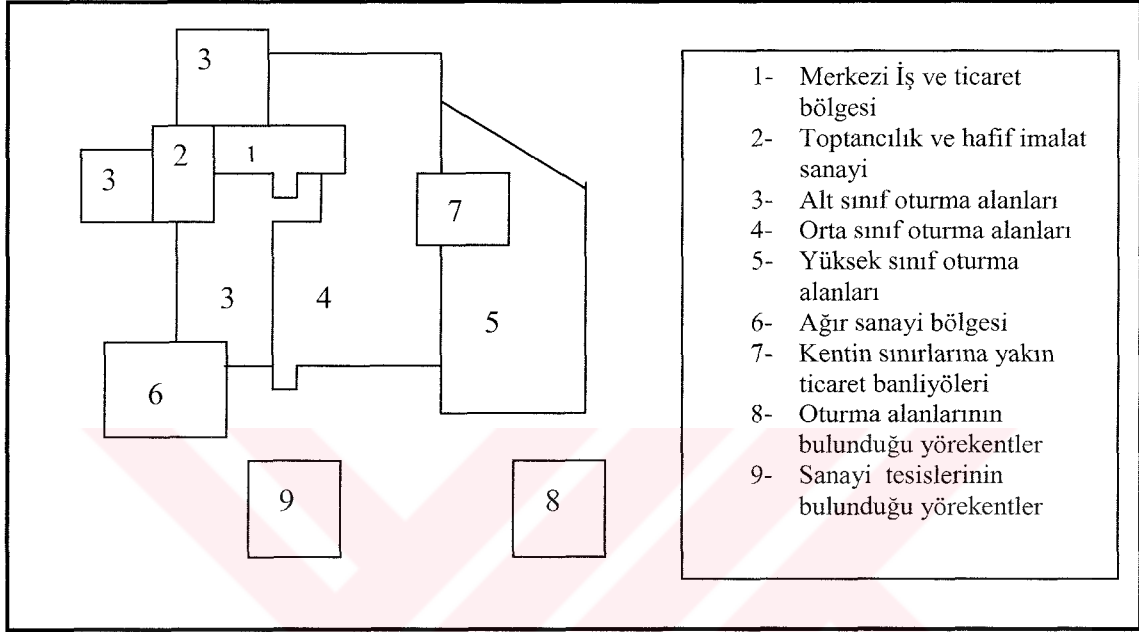 3
3
2
1
7
3
4
5
6
9
8
1- Merkezi İş ve ticaret
bölgesi
2- Toptancılık ve hafif imalat
sanayi
3- Alt sınıf oturma alanları
4- Orta sınıf oturma alanları
5- Yüksek sınıf oturma
alanları
6- Ağır sanayi bölgesi
7- Kentin sınırlarına yakın
ticaret banliyöleri
8- Oturma alanlarının
bulunduğu yörekentler
9- Sanayi tesislerinin
bulunduğu yörekentler